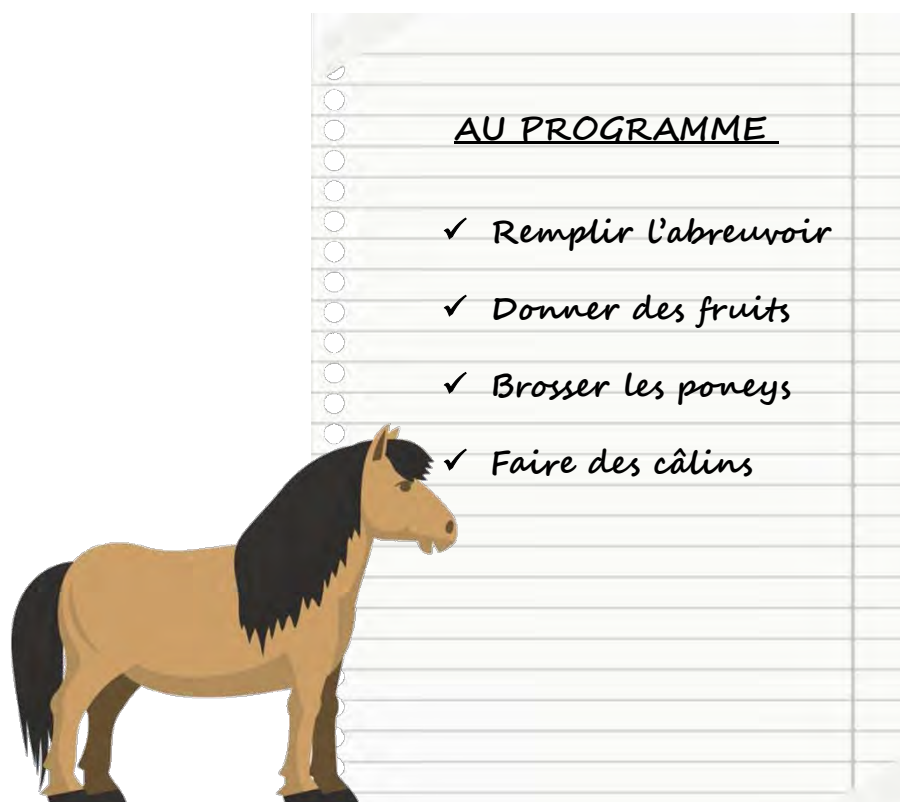 AU PROGRAMME
✓ Remplir l'abreuvoir
✓ Donner des fruits
✓ Brosser les poneys
✓ Faire des câlins